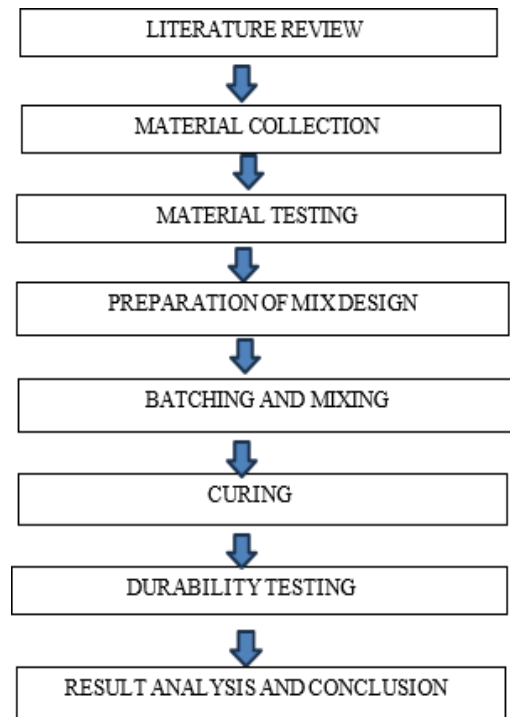 LITERATURE REVIEW
MATERIAL COLLECTION
MATERIAL TESTING
PREPARATION OF MIX DESIGN
BATCHING AND MIXING
CURING
DURABILITY TESTING
RESULT ANALYSIS AND CONCLUSION